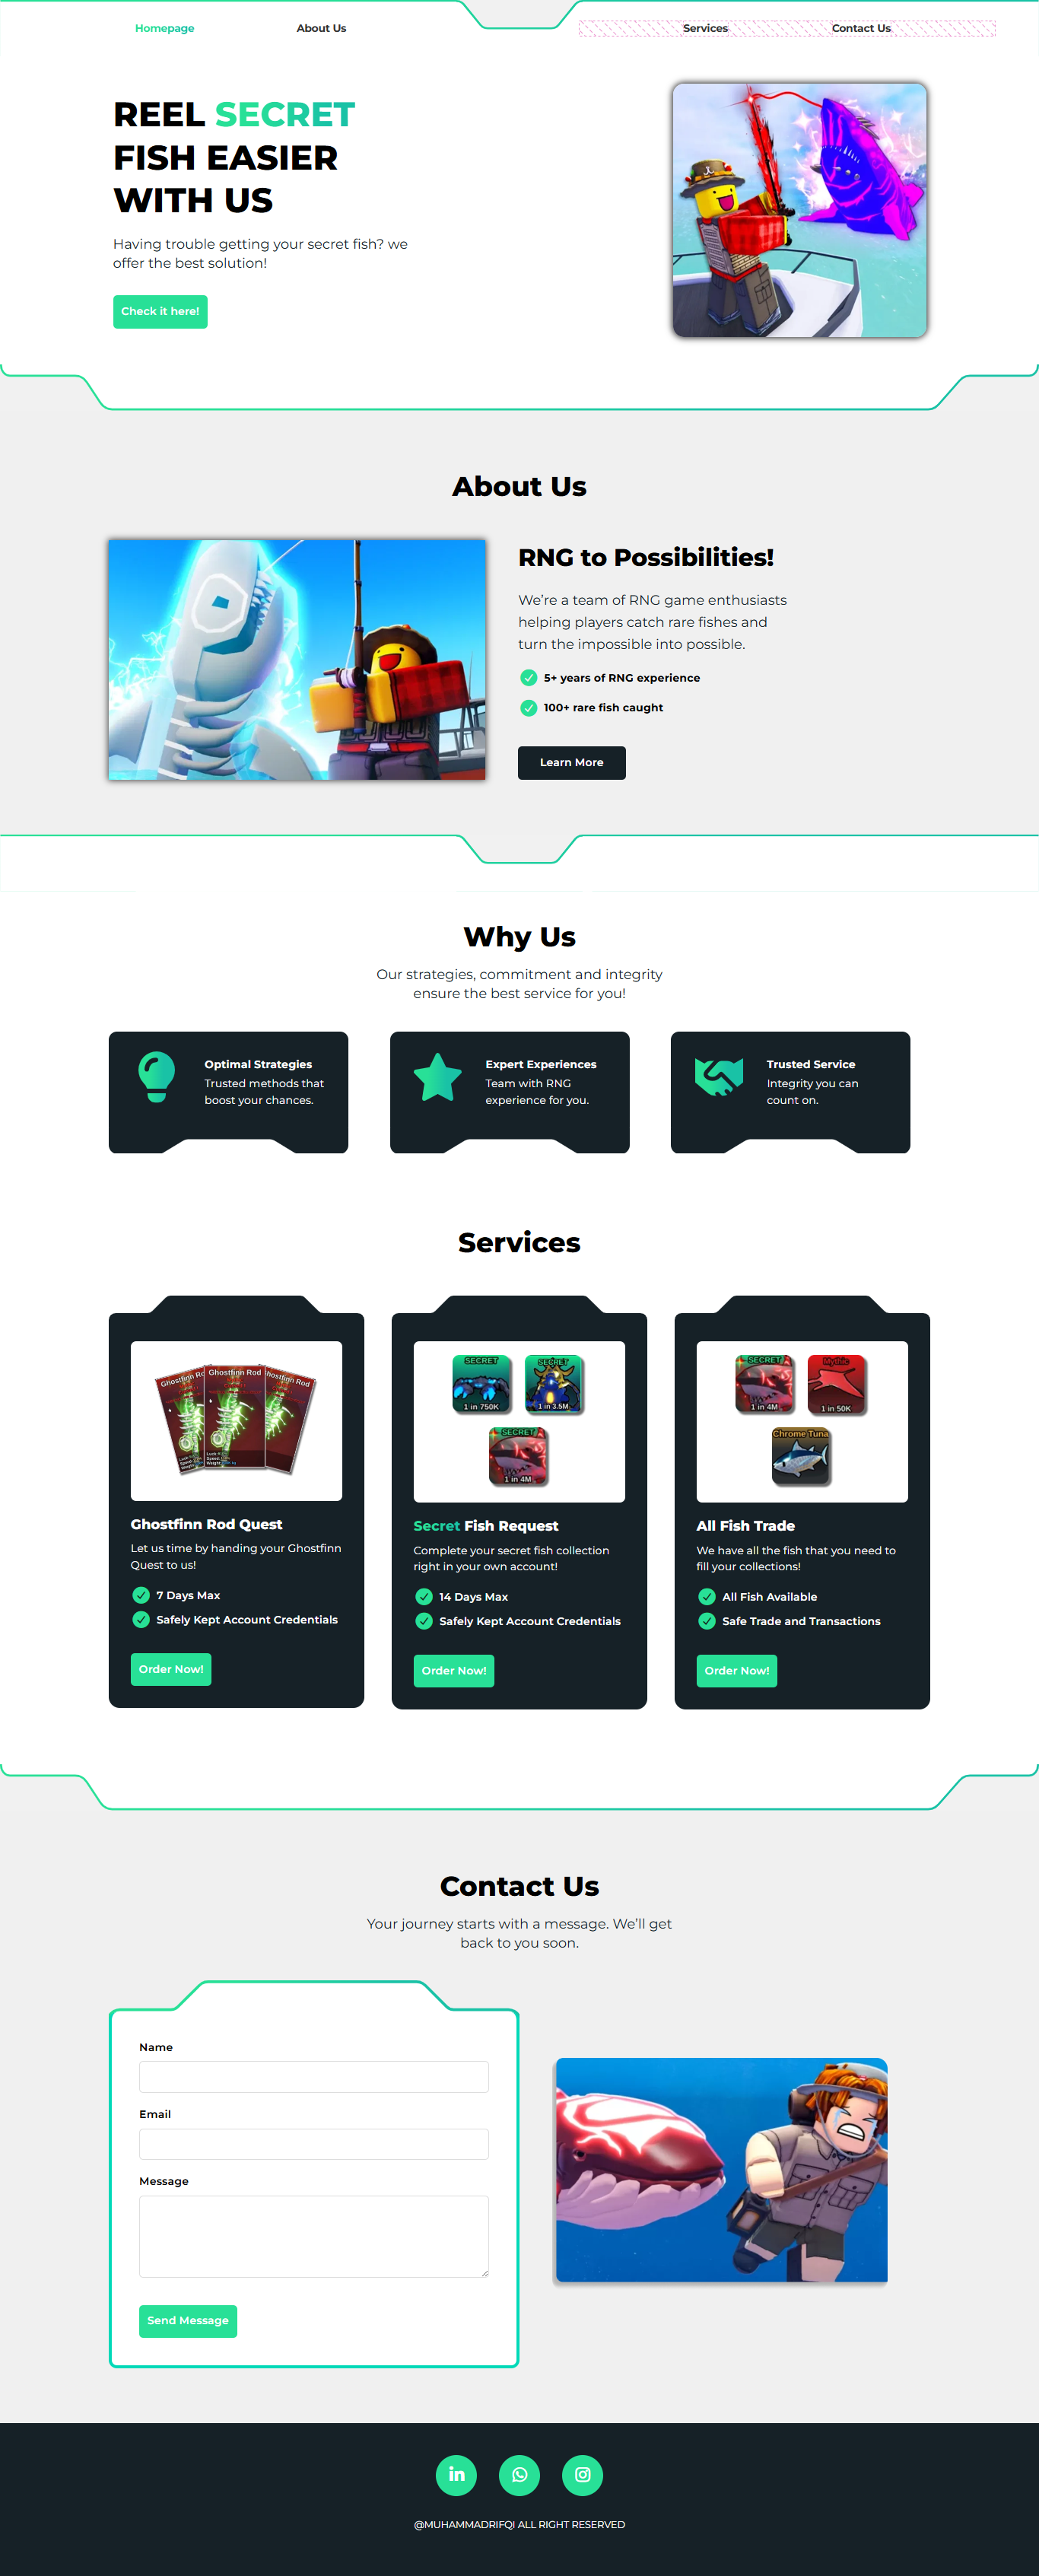 Homepage
About Us
Services
Contact Us
REEL SECRET
FISH EASIER
WITH US
Having trouble getting your secret fish? we
offer the best solution!
Check it here!
About Us
RNG to Possibilities!
We’re a team of RNG game enthusiasts
helping players catch rare fishes and
turn the impossible into possible.
5+ years of RNG experience
100+ rare fish caught
Learn More
Why Us
Our strategies, commitment and integrity
ensure the best service for you!
Optimal Strategies
Trusted methods that
boost your chances.
Expert Experiences
Team with RNG
experience for you.
Trusted Service
Integrity you can
count on.
Services
Ghostfinn Rod
Ghostfinn Rod
Ghostfinn Rod Quest
Let us time by handing your Ghostfinn
Quest to us!
7 Days Max
Safely Kept Account Credentials
Order Now!
SECRET
1 in 750K
SECRET
1 in 3.5M
SECRET
1 in 4M
Secret Fish Request
Complete your secret fish collection
right in your own account!
14 Days Max
Safely Kept Account Credentials
Order Now!
SECRET
1 in 4M
Mythic
1 in 50K
Chrome Tuna
All Fish Trade
We have all the fish that you need to
fill your collections!
All Fish Available
Safe Trade and Transactions
Order Now!
Contact Us
Your journey starts with a message. We’ll get
back to you soon.
Name
Email
Message
Send Message
in
@MUHAMMADRIFQI ALL RIGHT RESERVED